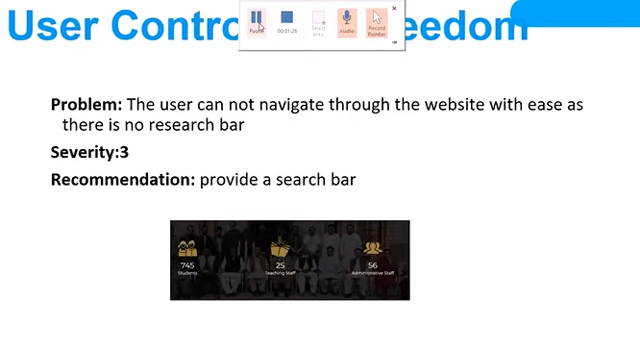 User Contro
eedom
Pause
00:01:26
Select
Area
Audio
Record
Pointer
Problem: The user can not navigate through the website with ease as
there is no research bar
Severity:3
Recommendation: provide a search bar
745
Students
25
Teaching Staff
56
Administrative Staff